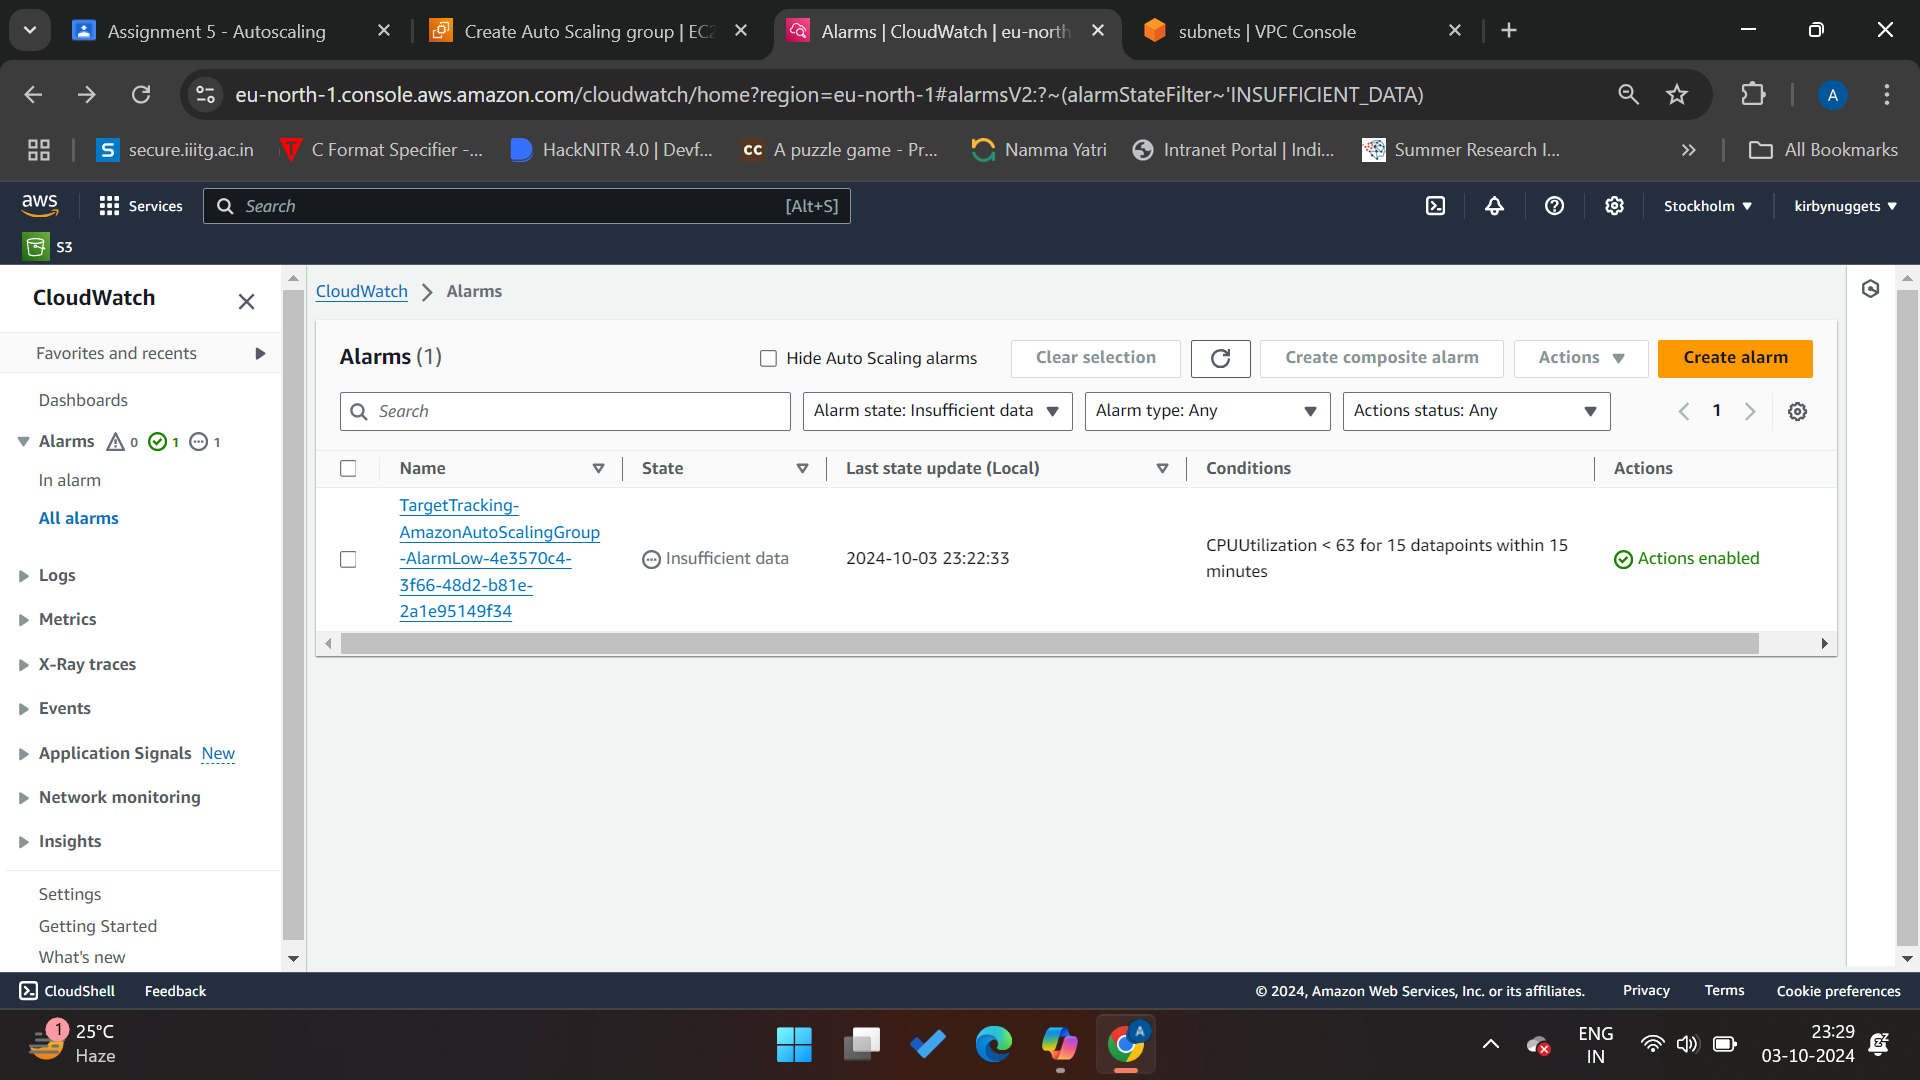 Assignment 5 - Autoscaling
Create Auto Scaling group | EC2
Alarms | CloudWatch | eu-north
subnets | VPC Console
eu-north-1.console.aws.amazon.com/cloudwatch/home?region=eu-north-1#alarmsV2:?~(alarmStateFilter~'INSUFFICIENT_DATA)
A
S secure.iiitg.ac.in
C Format Specifier -...
HackNITR 4.0 | Devf...
CC A puzzle game - Pr...
Namma Yatri
Intranet Portal | Indi...
Summer Research I...
All Bookmarks
aws
Services
Search [Alt+S]
Stockholm
kirbynuggets
S3
CloudWatch
Favorites and recents
Dashboards
Alarms 0 1 1
In alarm
All alarms
Logs
Metrics
X-Ray traces
Events
Application Signals New
Network monitoring
Insights
Settings
Getting Started
What's new
CloudWatch > Alarms
Alarms (1)
Hide Auto Scaling alarms
Clear selection
Create composite alarm
Actions
Create alarm
Search
Alarm state: Insufficient data
Alarm type: Any
Actions status: Any
1
Name State Last state update (Local) Conditions Actions
TargetTracking-
AmazonAutoScalingGroup
-AlarmLow-4e3570c4-
3f66-48d2-b81e-
2a1e95149f34
Insufficient data
2024-10-03 23:22:33
CPUUtilization < 63 for 15 datapoints within 15
minutes
Actions enabled
CloudShell
Feedback
© 2024, Amazon Web Services, Inc. or its affiliates.
Privacy
Terms
Cookie preferences
1
25°C
Haze
A
ENG
IN
23:29
03-10-2024